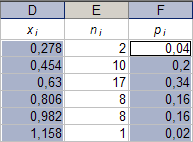 D E F
x i n i p i
0,278 2 0,04
0,454 10 0,2
0,63 17 0,34
0,806 8 0,16
0,982 8 0,16
1,158 1 0,02